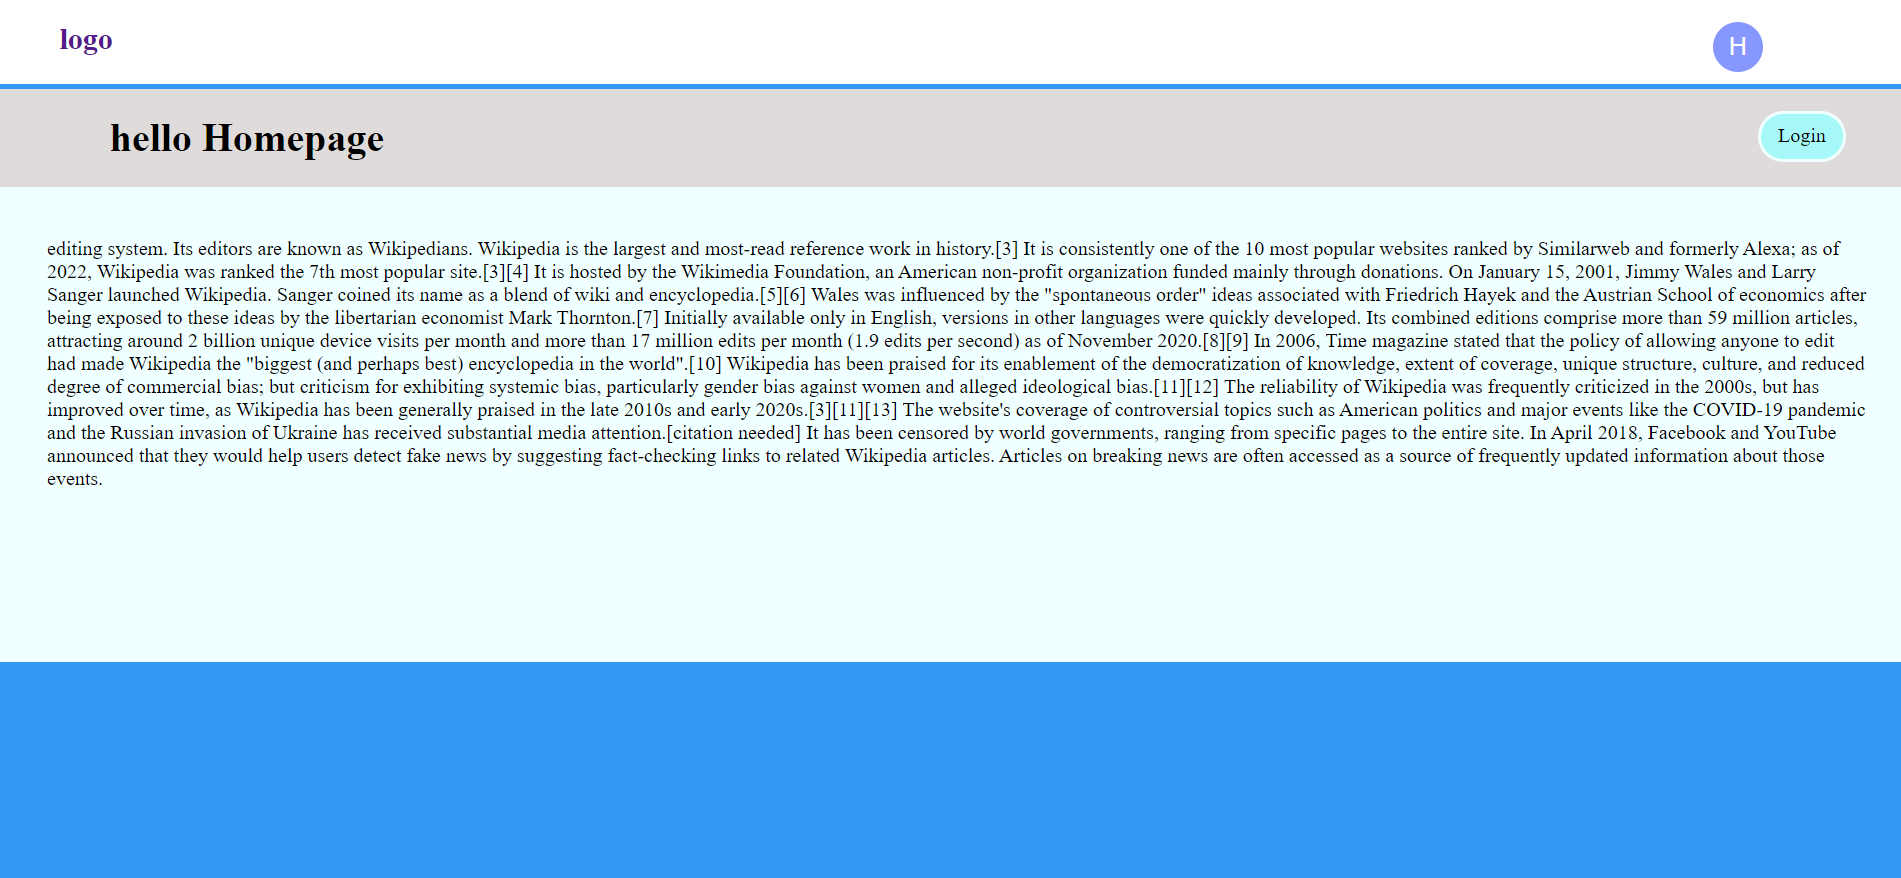 logo
H
hello Homepage
Login
editing system. Its editors are known as Wikipedians. Wikipedia is the largest and most-read reference work in history.[3] It is consistently one of the 10 most popular websites ranked by Similarweb and formerly Alexa; as of
2022, Wikipedia was ranked the 7th most popular site.[3][4] It is hosted by the Wikimedia Foundation, an American non-profit organization funded mainly through donations. On January 15, 2001, Jimmy Wales and Larry
Sanger launched Wikipedia. Sanger coined its name as a blend of wiki and encyclopedia.[5][6] Wales was influenced by the "spontaneous order" ideas associated with Friedrich Hayek and the Austrian School of economics after
being exposed to these ideas by the libertarian economist Mark Thornton.[7] Initially available only in English, versions in other languages were quickly developed. Its combined editions comprise more than 59 million articles,
attracting around 2 billion unique device visits per month and more than 17 million edits per month (1.9 edits per second) as of November 2020.[8][9] In 2006, Time magazine stated that the policy of allowing anyone to edit
had made Wikipedia the "biggest (and perhaps best) encyclopedia in the world".[10] Wikipedia has been praised for its enablement of the democratization of knowledge, extent of coverage, unique structure, culture, and reduced
degree of commercial bias; but criticism for exhibiting systemic bias, particularly gender bias against women and alleged ideological bias.[11][12] The reliability of Wikipedia was frequently criticized in the 2000s, but has
improved over time, as Wikipedia has been generally praised in the late 2010s and early 2020s.[3][11][13] The website's coverage of controversial topics such as American politics and major events like the COVID-19 pandemic
and the Russian invasion of Ukraine has received substantial media attention.[citation needed] It has been censored by world governments, ranging from specific pages to the entire site. In April 2018, Facebook and YouTube
announced that they would help users detect fake news by suggesting fact-checking links to related Wikipedia articles. Articles on breaking news are often accessed as a source of frequently updated information about those
events.